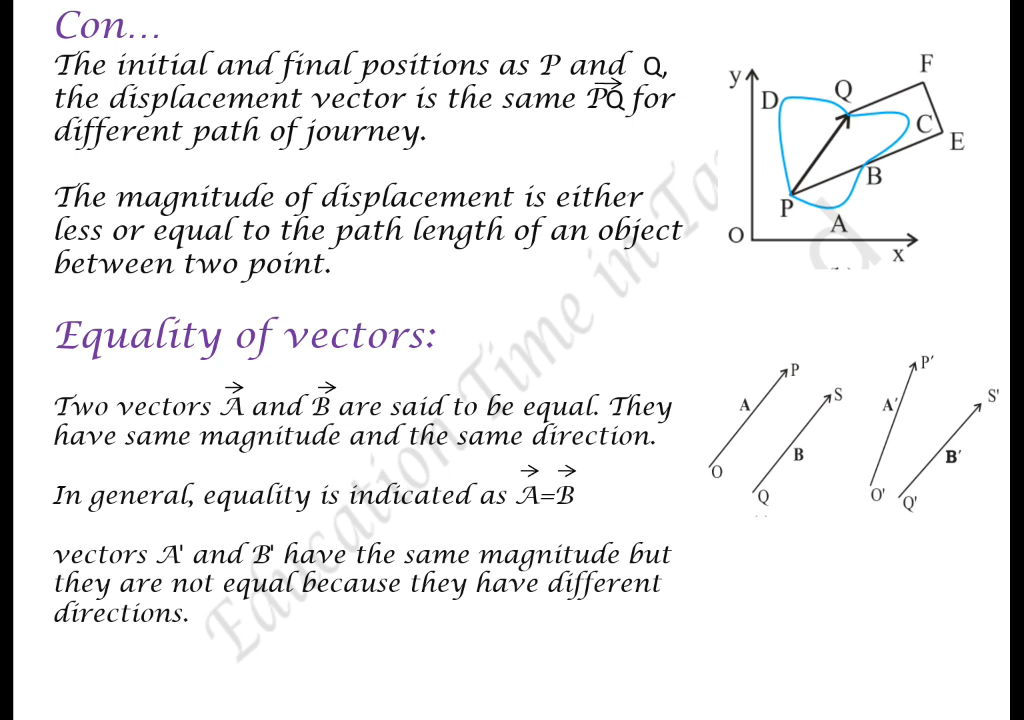 Con...
The initial and final positions as P and Q,
the displacement vector is the same PQ for
different path of journey.
The magnitude of displacement is either
less or equal to the path length of an object
between two point.
y
D
Q
F
C
E
B
P
A
O
x
Equality of vectors:
Two vectors A and B are said to be equal. They
have same magnitude and the same direction.
In general, equality is indicated as A=B
vectors A' and B' have the same magnitude but
they are not equal because they have different
directions.
P
S
A
B
O
Q
P'
S'
A'
B'
O'
Q'
Education Time in Ta